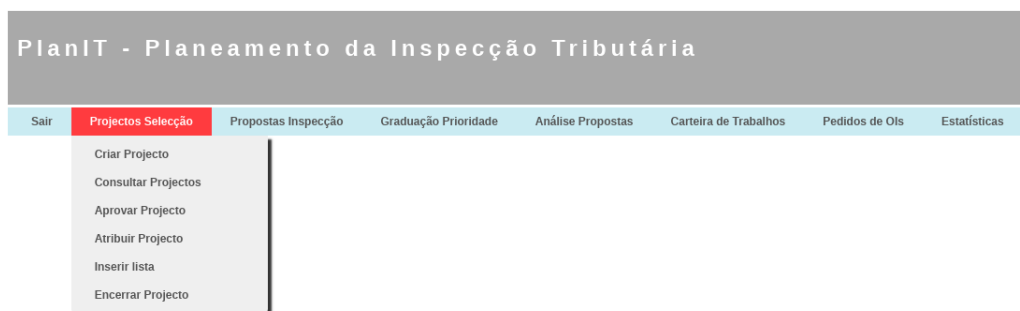 PlanIT - Planeamento da Inspecção Tributária
Sair Projectos Selecção Propostas Inspecção Graduação Prioridade Análise Propostas Carteira de Trabalhos Pedidos de OIs Estatísticas
Criar Projecto
Consultar Projectos
Aprovar Projecto
Atribuir Projecto
Inserir lista
Encerrar Projecto